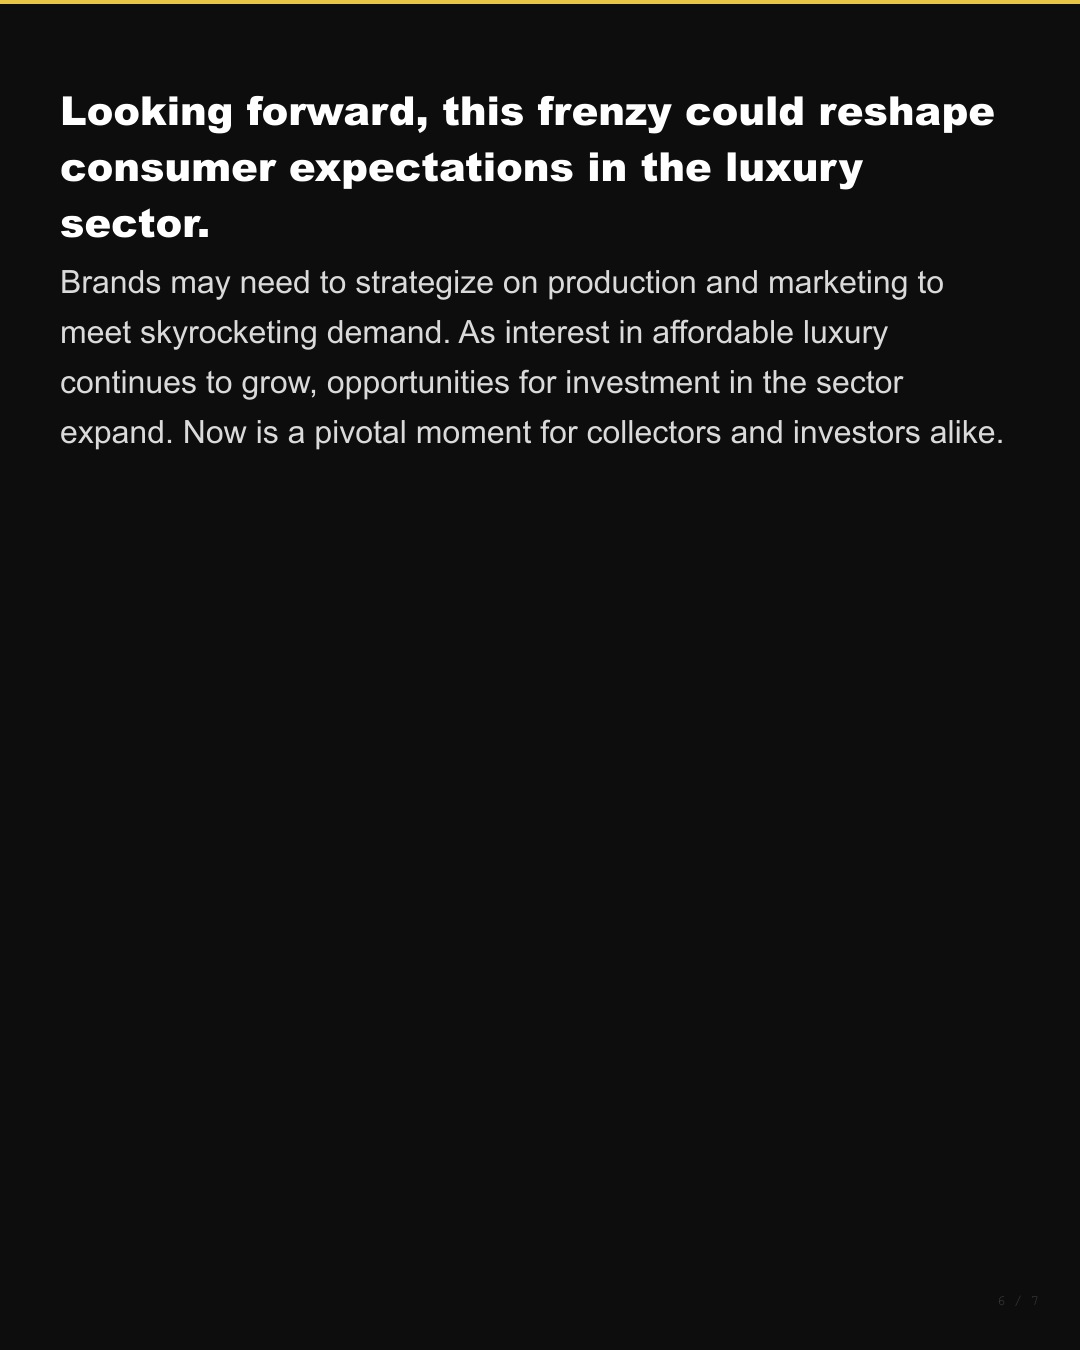 Looking forward, this frenzy could reshape
consumer expectations in the luxury
sector.
Brands may need to strategize on production and marketing to
meet skyrocketing demand. As interest in affordable luxury
continues to grow, opportunities for investment in the sector
expand. Now is a pivotal moment for collectors and investors alike.
6 / 7